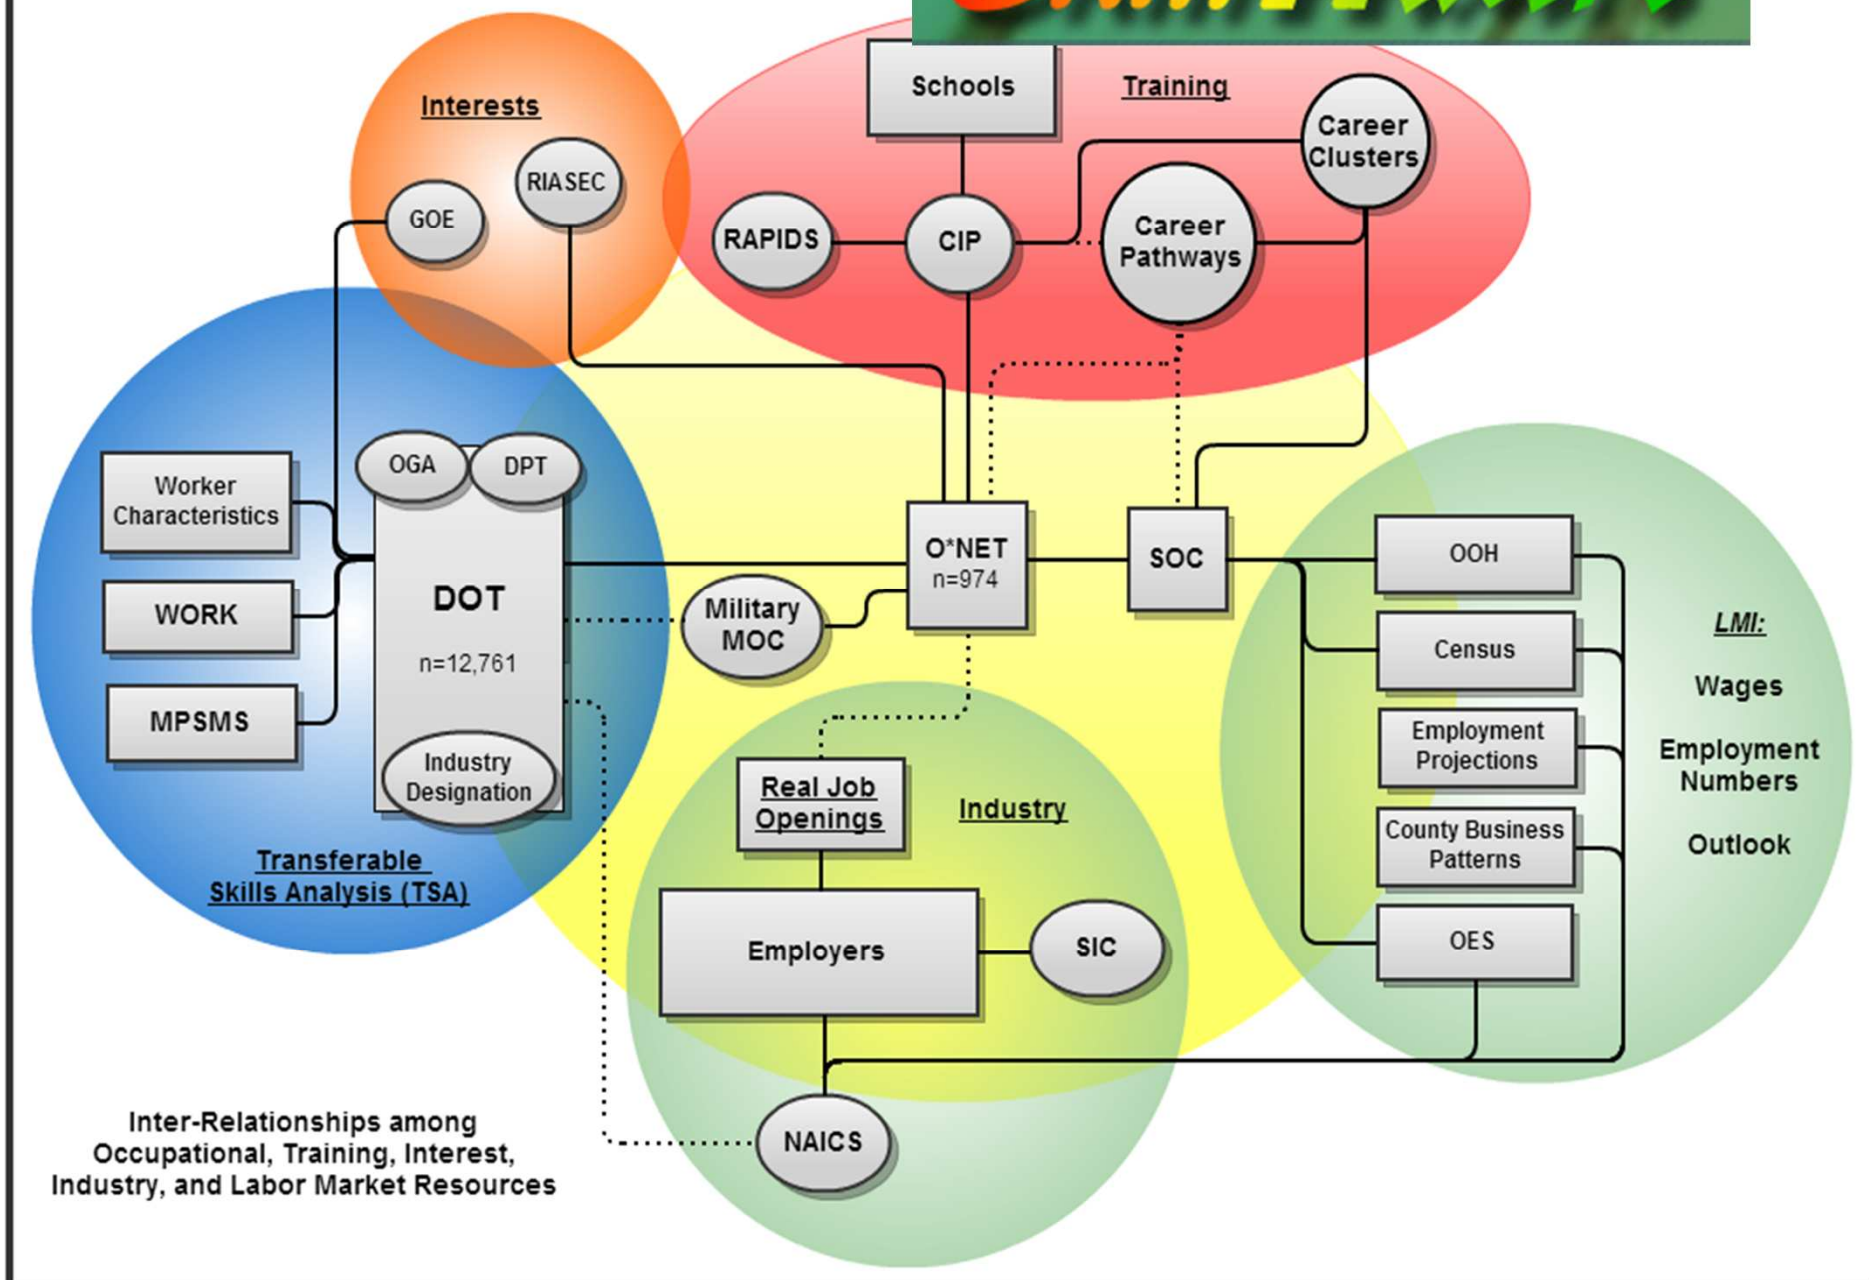 Interests
Schools
Training
Career
Clusters
RIASEC
GOE
RAPIDS
CIP
Career
Pathways
OGA
DPT
Worker
Characteristics
WORK
MPSMS
DOT
n=12,761
Industry
Designation
Transferable
Skills Analysis (TSA)
Military
MOC
O*NET
n=974
SOC
OOH
Census
Employment
Projections
County Business
Patterns
OES
LMI:
Wages
Employment
Numbers
Outlook
Real Job
Openings
Industry
Employers
SIC
NAICS
Inter-Relationships among
Occupational, Training, Interest,
Industry, and Labor Market Resources